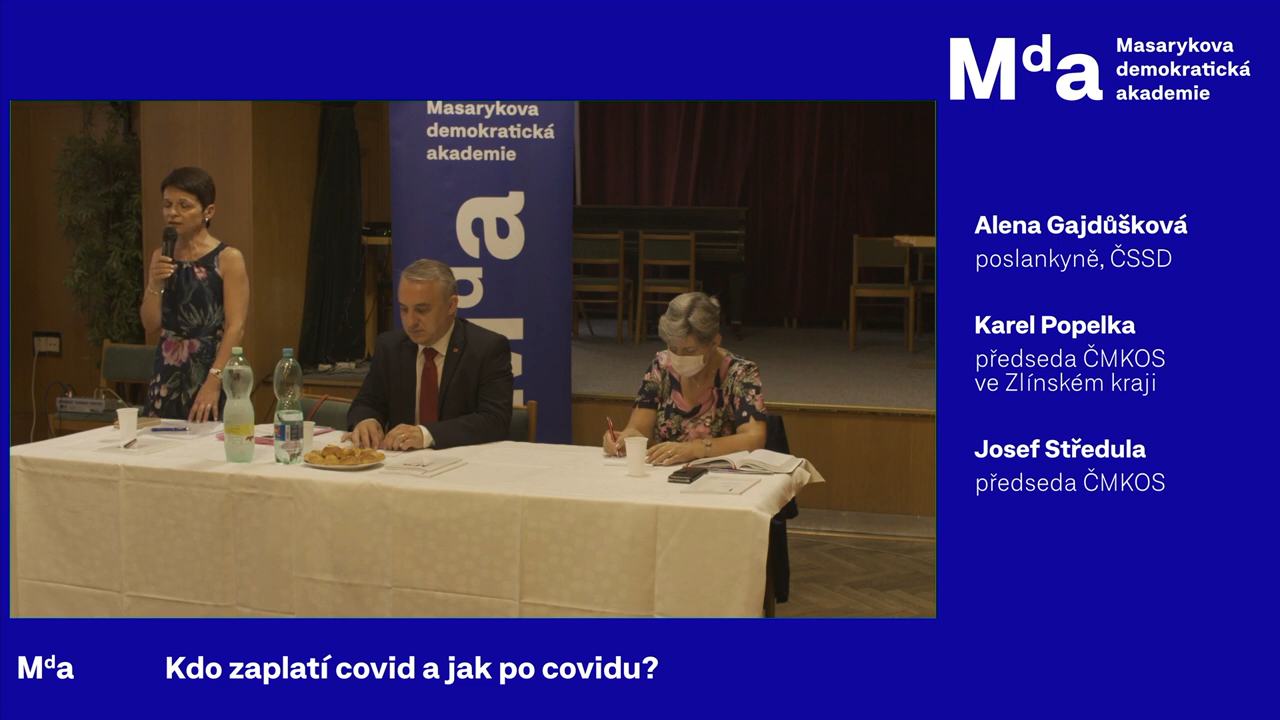 Mda
Masarykova
demokratická
akademie
Masarykova
demokratická
akademie
Mda
Alena Gajdůšková
poslankyně, ČSSD
Karel Popelka
předseda ČMKOS
ve Zlínském kraji
Josef Středula
předseda ČMKOS
Mda
Kdo zaplatí covid a jak po covidu?